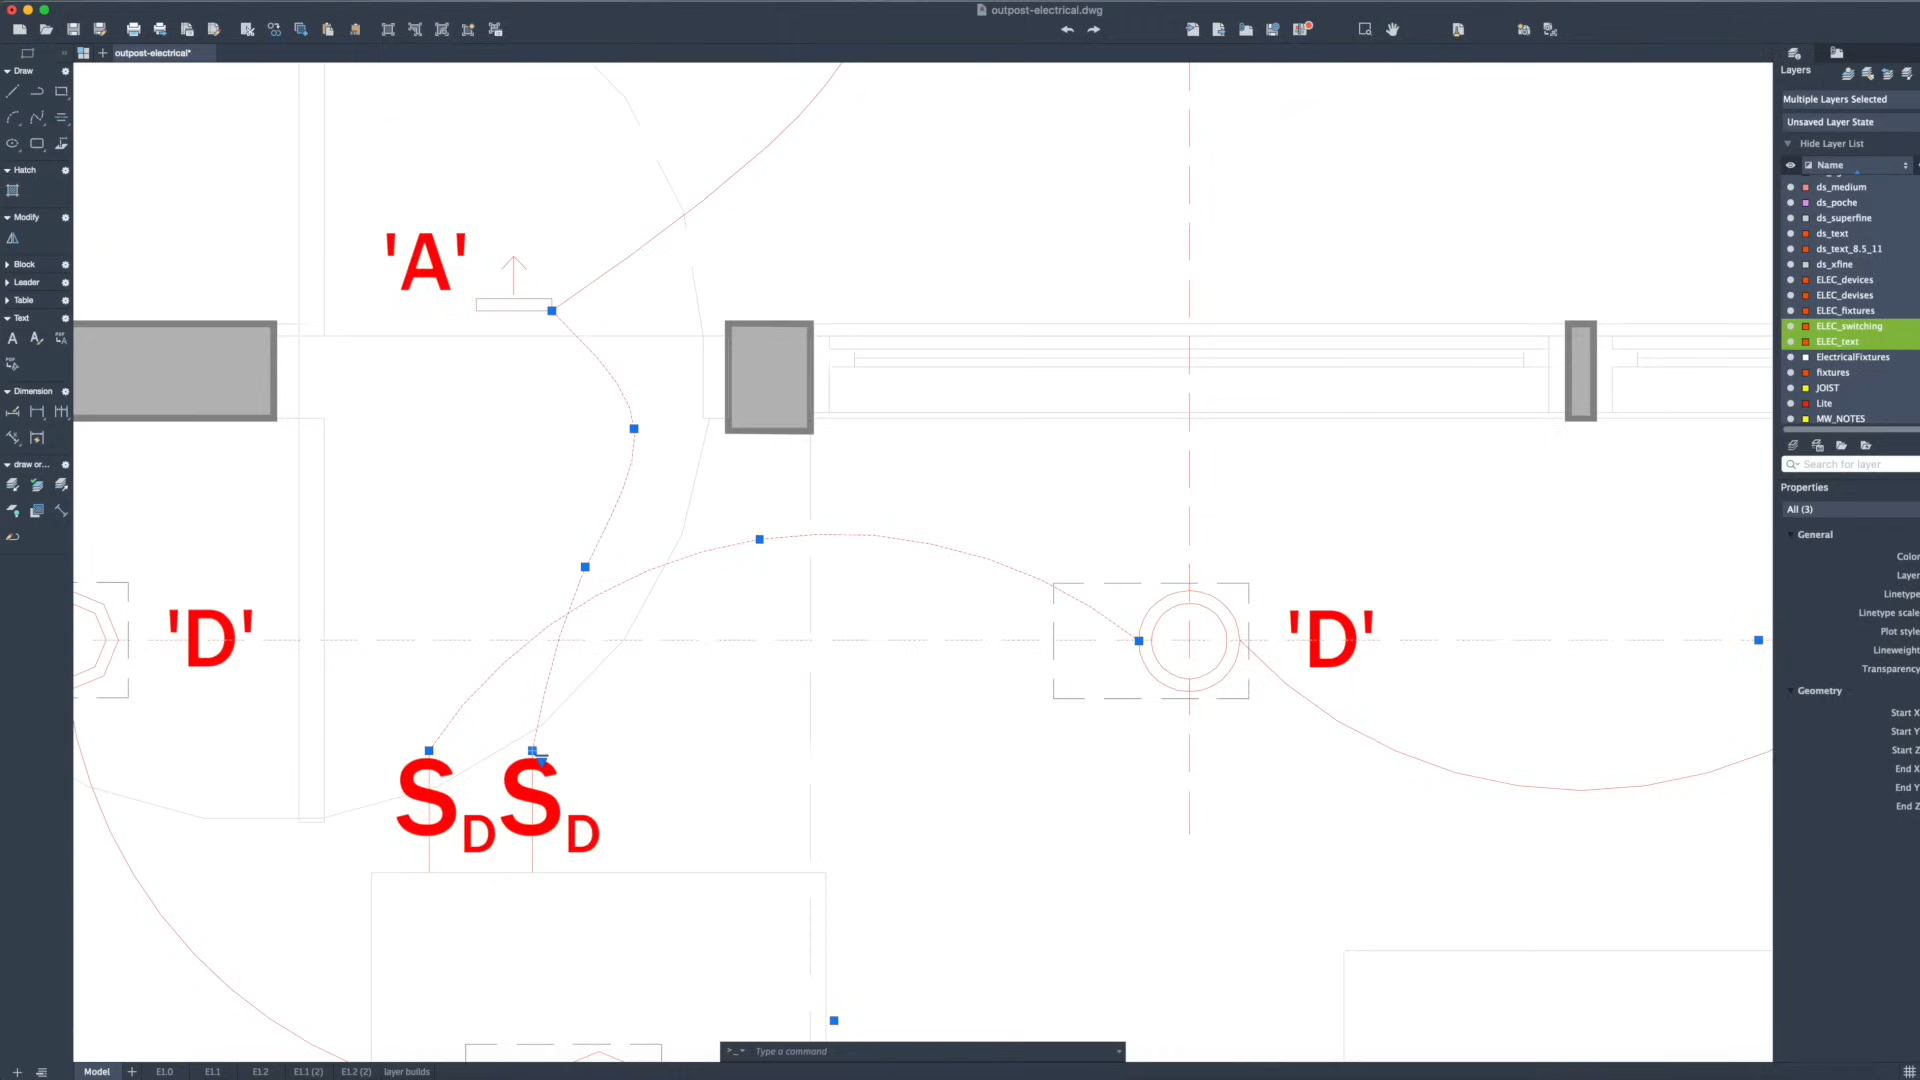 outpost-electrical.dwg
outpost-electrical*
Draw
Hatch
Modify
Block
Leader
Table
Text
Dimension
draw or...
'A'
'D'
'D'
SD SD
Type a command
Model
E1.0
E1.1
E1.2
E1.1 (2)
E1.2 (2)
layer builds
Layers
Multiple Layers Selected
Unsaved Layer State
Hide Layer List
Name
ds_medium
ds_poche
ds_superfine
ds_text
ds_text_8.5_11
ds_xfine
ELEC_devices
ELEC_devises
ELEC_fixtures
ELEC_switching
ELEC_text
ElectricalFixtures
fixtures
JOIST
Lite
MW_NOTES
Search for layer
Properties
All (3)
General
Color
Layer
Linetype
Linetype scale
Plot style
Lineweight
Transparency
Geometry
Start X
Start Y
Start Z
End X
End Y
End Z